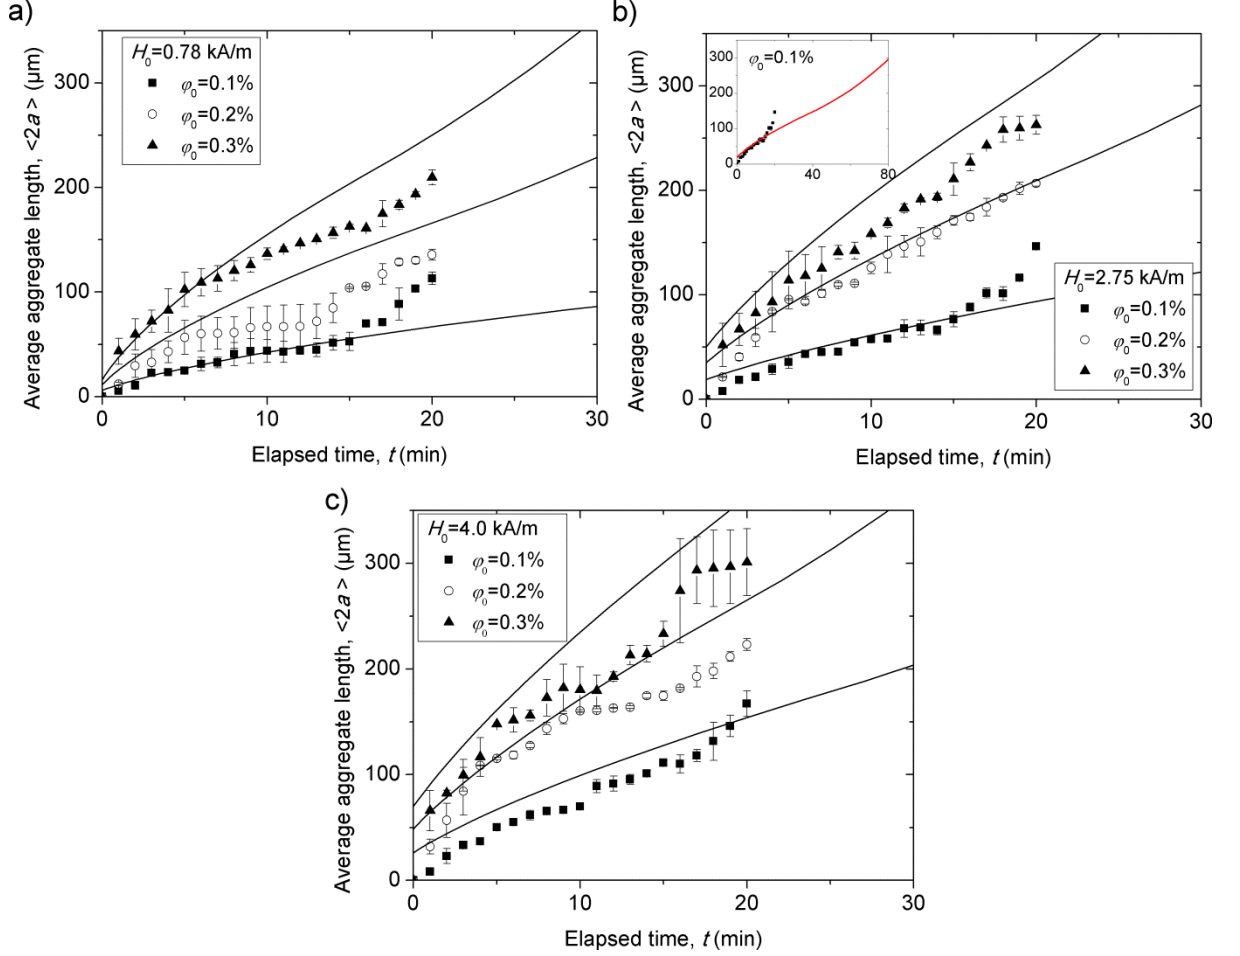 a)
H₀=0.78 kA/m
φ₀=0.1%
φ₀=0.2%
φ₀=0.3%
Average aggregate length, <2a > (μm)
300
200
100
0
0 10 20 30
Elapsed time, t (min)
b)
φ₀=0.1%
300
200
100
0
0 40 80
H₀=2.75 kA/m
φ₀=0.1%
φ₀=0.2%
φ₀=0.3%
Average aggregate length, <2a > (μm)
300
200
100
0
0 10 20 30
Elapsed time, t (min)
c)
H₀=4.0 kA/m
φ₀=0.1%
φ₀=0.2%
φ₀=0.3%
Average aggregate length, <2a > (μm)
300
200
100
0
0 10 20 30
Elapsed time, t (min)